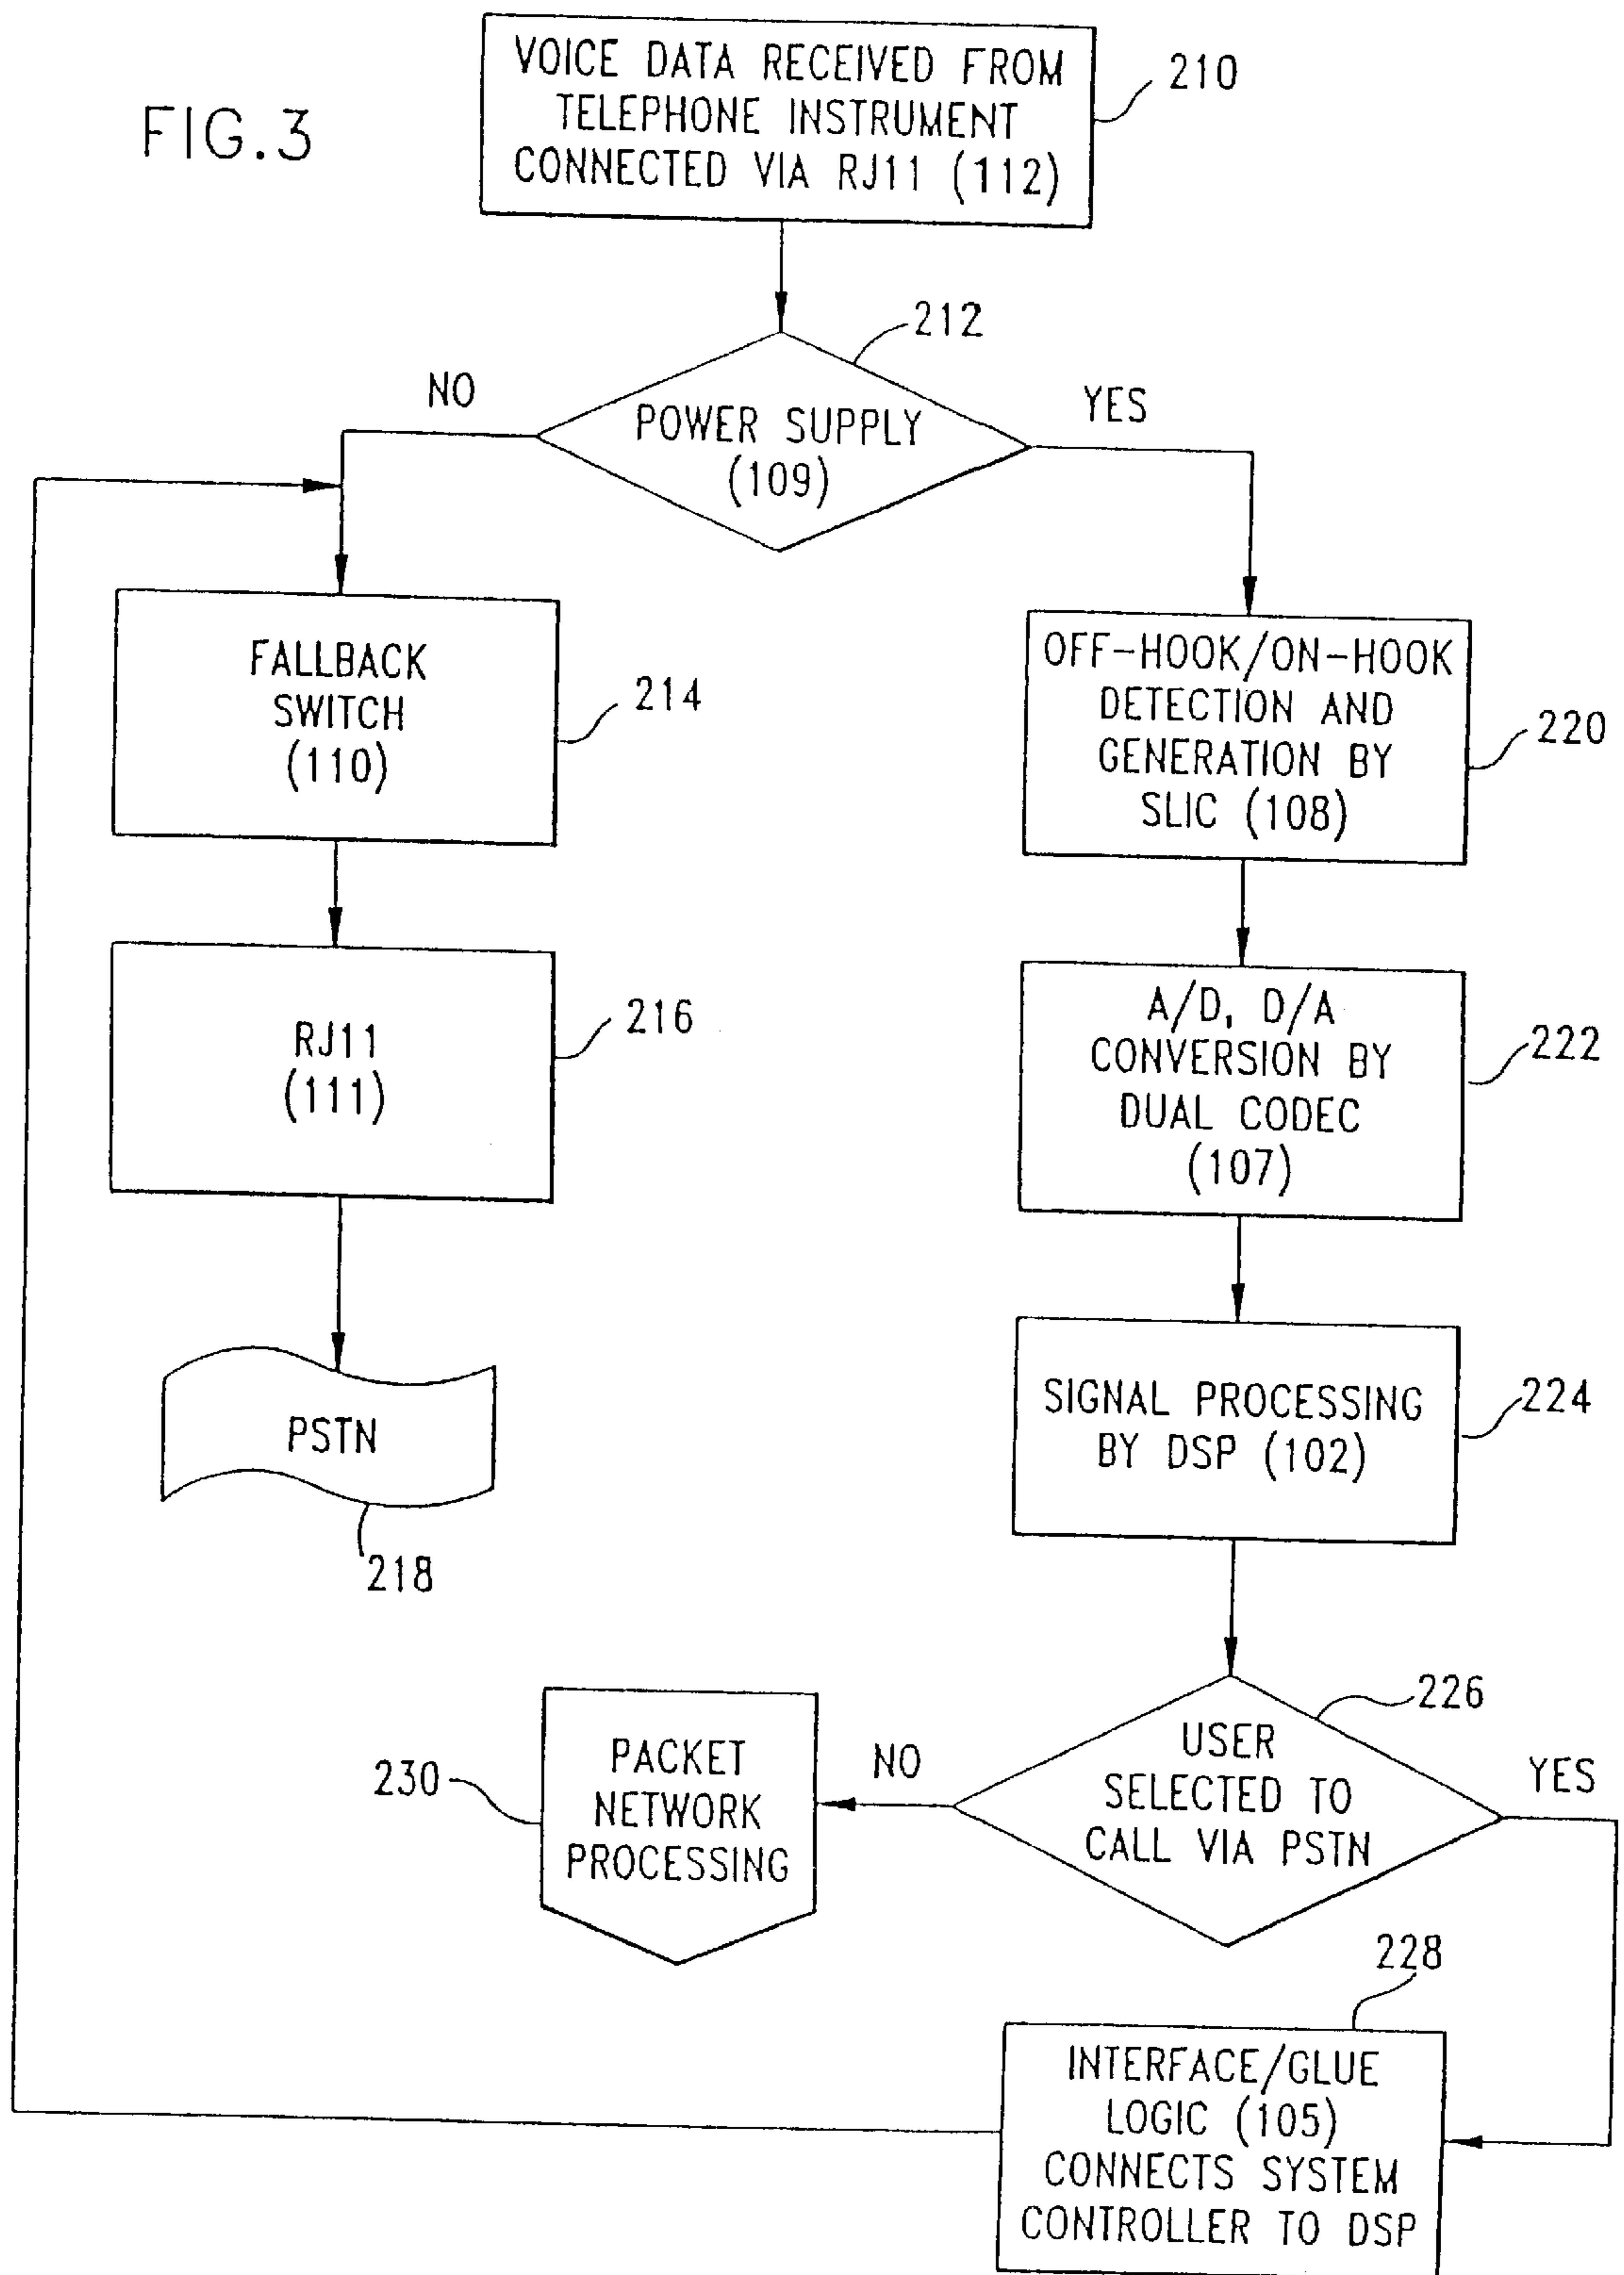 FIG.3
VOICE DATA RECEIVED FROM
TELEPHONE INSTRUMENT
CONNECTED VIA RJ11 (112)
210
212
NO
YES
POWER SUPPLY
(109)
FALLBACK
SWITCH
(110)
214
OFF-HOOK/ON-HOOK
DETECTION AND
GENERATION BY
SLIC (108)
220
RJ11
(111)
216
A/D, D/A
CONVERSION BY
DUAL CODEC
(107)
222
PSTN
218
SIGNAL PROCESSING
BY DSP (102)
224
226
USER
SELECTED TO
CALL VIA PSTN
NO
YES
230
PACKET
NETWORK
PROCESSING
228
INTERFACE/GLUE
LOGIC (105)
CONNECTS SYSTEM
CONTROLLER TO DSP